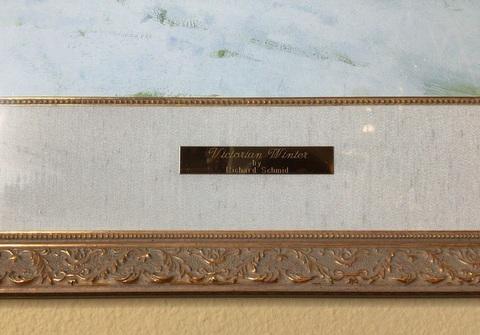 Victorian Winter
by
Richard Schmid